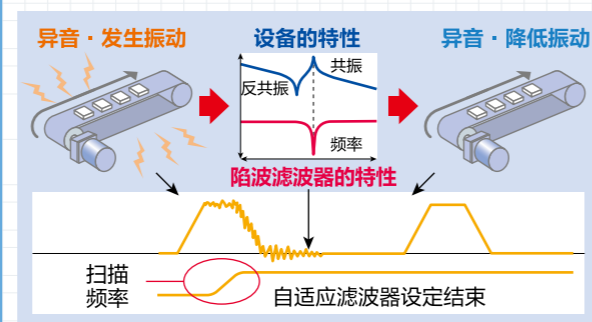 异音·发生振动
设备的特性
异音·降低振动
共振
反共振
频率
陷波滤波器的特性
扫描
频率
自适应滤波器设定结束